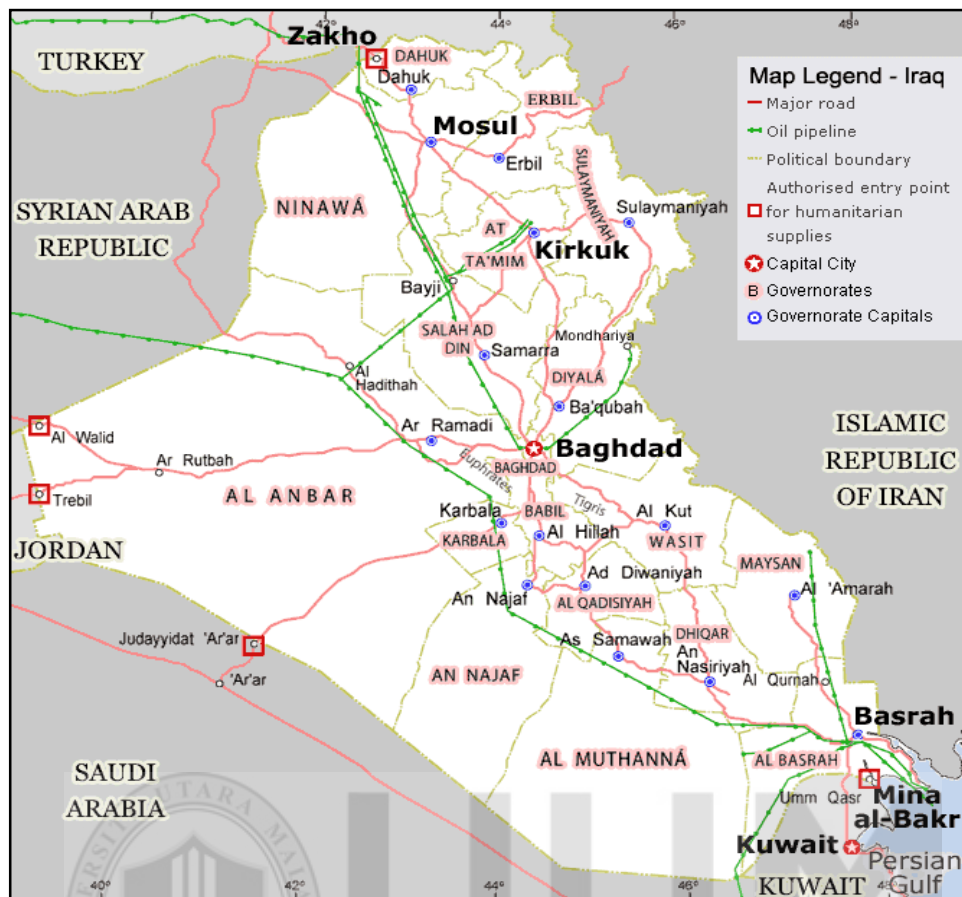 42
44
46
48
Zakho
DAHUK
TURKEY
Dahuk
ERBIL
Mosul
Erbil
SULAYMANIYAH
NINAWÁ
SYRIAN ARAB
REPUBLIC
Sulaymaniyah
AT
TA'MIM
Kirkuk
Bayji
SALAH AD
DIN
Samarra
Mondhariya
DIYALÁ
Al
Hadithah
Ba'qubah
Map Legend - Iraq
Major road
Oil pipeline
Political boundary
Authorised entry point
for humanitarian
supplies
Capital City
B Governorates
Governorate Capitals
Al Walid
Ar Ramadi
Baghdad
ISLAMIC
REPUBLIC
OF IRAN
Ar Rutbah
Euphrates
BAGHDAD
Trebil
AL ANBAR
Tigris
Karbala
BABIL
Al Kut
JORDAN
KARBALA
Al Hillah
WASIT
MAYSAN
Ad Diwaniyah
An Najaf
AL QADISIYAH
Al 'Amarah
Judayyidat 'Ar'ar
As Samawah
DHIQAR
An
Nasiriyah
'Ar'ar
AN NAJAF
Al Qurnah
Basrah
SAUDI
ARABIA
AL MUTHANNÁ
AL BASRAH
Umm Qasr
Mina
al-Bakr
Kuwait
Persian
Gulf
KUWAIT
40
42
44
46
48